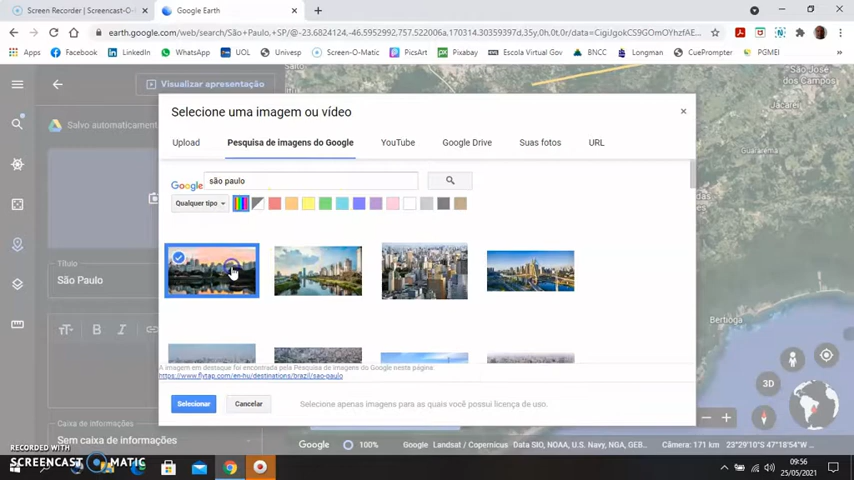 Screen Recorder | Screencast-O-
Google Earth
earth.google.com/web/search/São+Paulo,+SP/@-23.6824124,-46.5952992,757.522006a,170314.30359397d,35y,0h,0t,0r/data=CigiJgokCS1R
Apps
Facebook
LinkedIn
WhatsApp
UOL
Univesp
Screen-O-Matic
PicsArt
Pixabay
Escola Virtual Gov
BNCC
Longman
CuePrompter
PGMEI
Visualizar apresentação
São José
dos Campos
Jacareí
Guararema
Bertioga
Salvo automaticamen
Selecione uma imagem ou vídeo
Upload
Pesquisa de imagens do Google
YouTube
Google Drive
Suas fotos
URL
Google
são paulo
Qualquer tipo
Título
São Paulo
B
I
A imagem em destaque foi encontrada pela Pesquisa de imagens do Google nesta página:
https://www.flytap.com/en-hu/destinations/brazil/sao-paulo
Selecionar
Cancelar
Selecione apenas imagens para as quais você possui licença de uso.
3D
Caixa de informações
Sem caixa de informações
Google
100%
Google
Landsat / Copernicus
Data SIO, NOAA, U.S. Navy, NGA, GEB...
Câmera: 171 km
23°29'10"S 47°18'54"W
RECORDED WITH
SCREENCAST-O-MATIC
09:56
25/05/2021